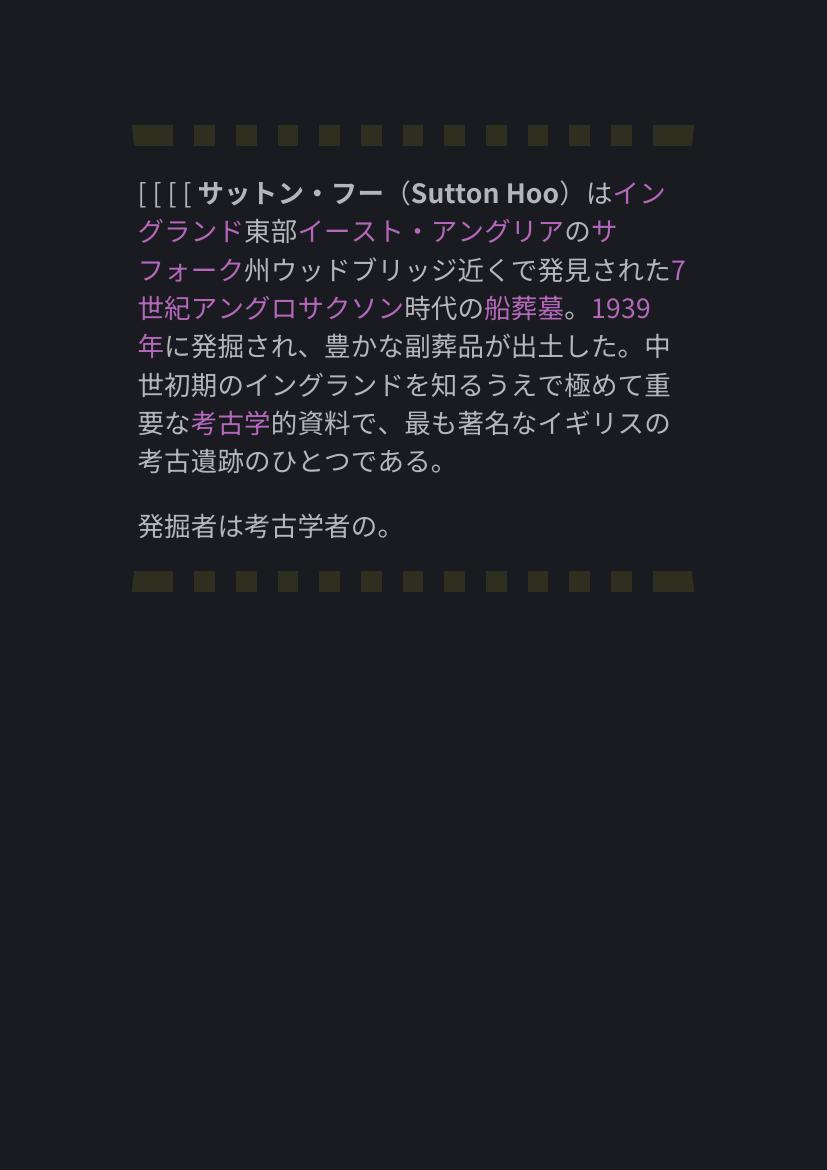 [ [ [ [ サットン・フー（Sutton Hoo）はイン
グランド東部イースト・アングリアのサ
フォーク州ウッドブリッジ近くで発見された7
世紀アングロサクソン時代の船葬墓。1939
年に発掘され、豊かな副葬品が出土した。中
世初期のイングランドを知るうえで極めて重
要な考古学的資料で、最も著名なイギリスの
考古遺跡のひとつである。
発掘者は考古学者の。